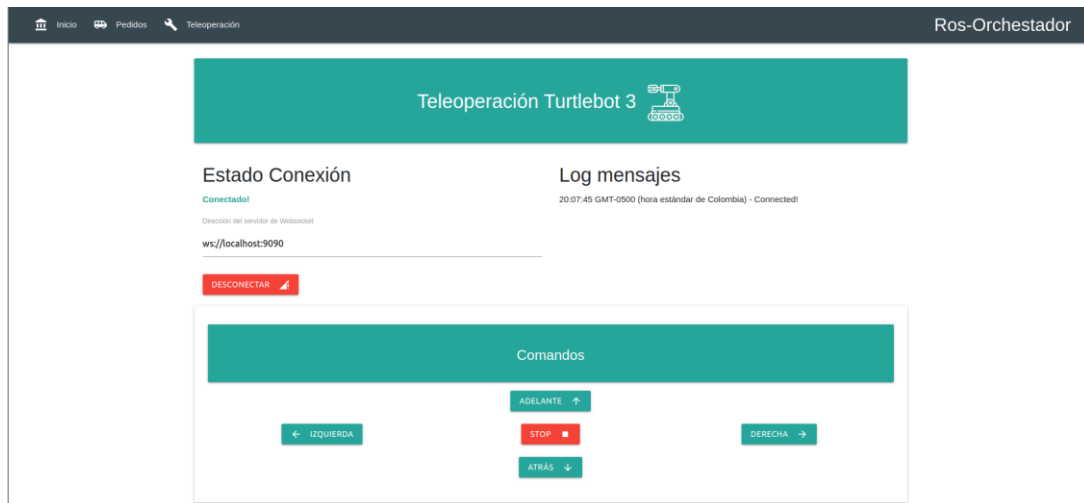 Inicio Pedidos Teleoperación Ros-Orchestador
Teleoperación Turtlebot 3
Estado Conexión
Conectado!
Dirección del servidor de Websocket
ws://localhost:9090
DESCONECTAR
Log mensajes
20:07:45 GMT-0500 (hora estándar de Colombia) - Connected!
Comandos
ADELANTE
IZQUIERDA STOP DERECHA
ATRÁS